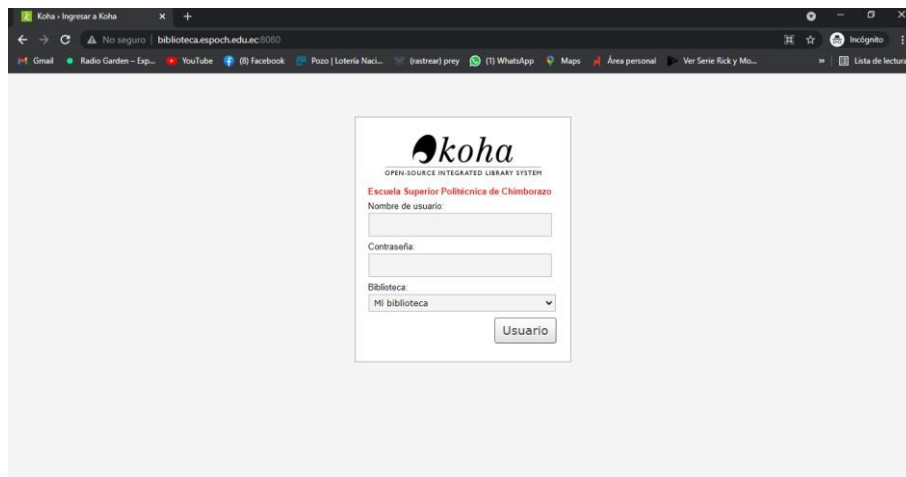 Koha › Ingresar a Koha
No seguro | biblioteca.espoch.edu.ec:8080
Incógnito
Gmail Radio Garden – Exp... YouTube (8) Facebook Pozo | Lotería Naci... (rastrear) prey (1) WhatsApp Maps Área personal Ver Serie Rick y Mo... » Lista de lectura
koha
OPEN-SOURCE INTEGRATED LIBRARY SYSTEM
Escuela Superior Politécnica de Chimborazo
Nombre de usuario:
Contraseña:
Biblioteca:
Mi biblioteca
Usuario